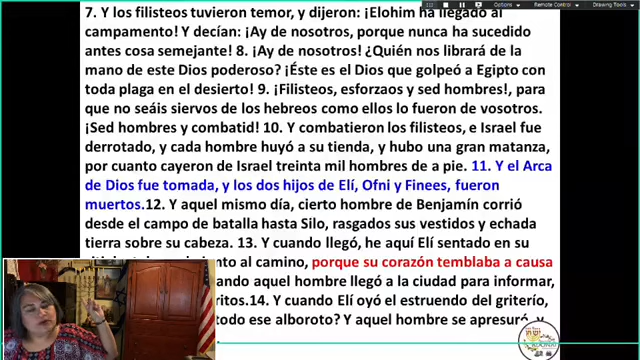 Options Remote Control Drawing Tools
7. Y los filisteos tuvieron temor, y dijeron: ¡Elohim ha llegado al
campamento! Y decían: ¡Ay de nosotros, porque nunca ha sucedido
antes cosa semejante! 8. ¡Ay de nosotros! ¿Quién nos librará de la
mano de este Dios poderoso? ¡Éste es el Dios que golpeó a Egipto con
toda plaga en el desierto! 9. ¡Filisteos, esforzaos y sed hombres!, para
que no seáis siervos de los hebreos como ellos lo fueron de vosotros.
¡Sed hombres y combatid! 10. Y combatieron los filisteos, e Israel fue
derrotado, y cada hombre huyó a su tienda, y hubo una gran matanza,
por cuanto cayeron de Israel treinta mil hombres de a pie. 11. Y el Arca
de Dios fue tomada, y los dos hijos de Elí, Ofni y Finees, fueron
muertos.12. Y aquel mismo día, cierto hombre de Benjamín corrió
desde el campo de batalla hasta Silo, rasgados sus vestidos y echada
tierra sobre su cabeza. 13. Y cuando llegó, he aquí Elí sentado en su
al camino, porque su corazón temblaba a causa
aquel hombre llegó a la ciudad para informar,
14. Y cuando Elí oyó el estruendo del griterío,
todo ese alboroto? Y aquel hombre se apresuró, y